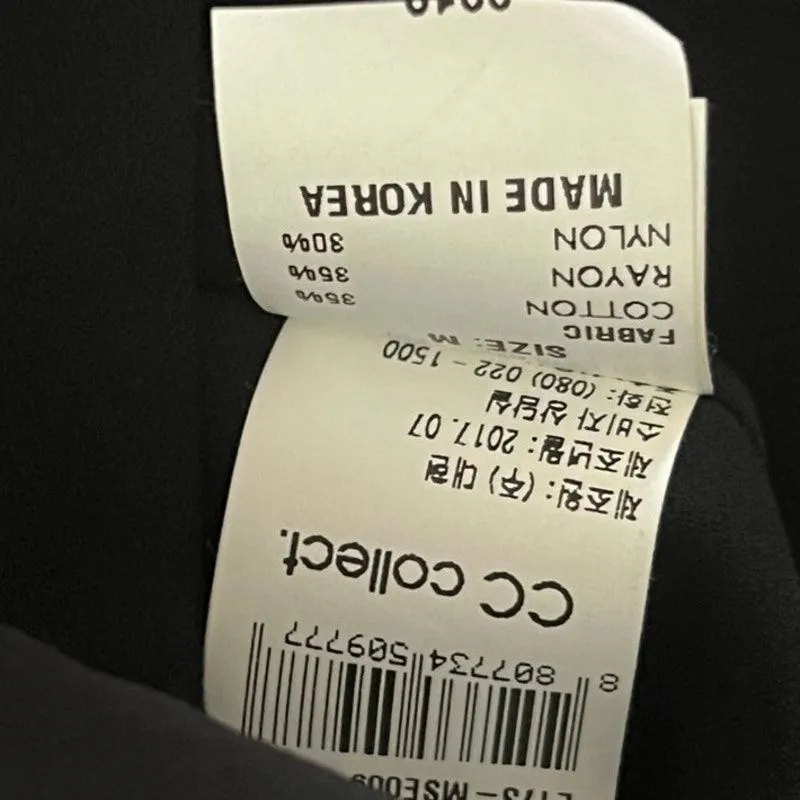 E173-MSE009
8 807734 509777
CC collect.
제조원: (주) 대현
제조년월: 2017. 07
소비자 상담실
전화: (080) 022 - 1500
SIZE: M
FABRIC
COTTON 35%
RAYON 35%
NYLON 30%
MADE IN KOREA